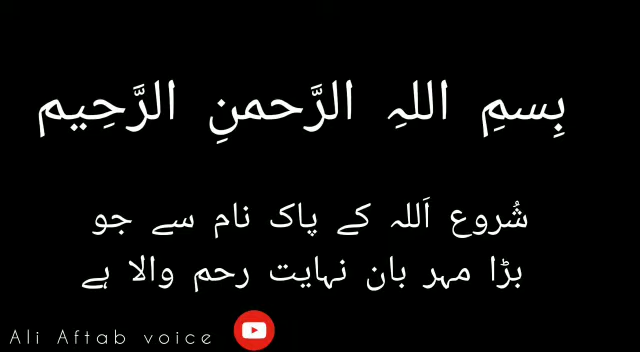 بِسمِ اللہِ الرَّحمنِ الرَّحِیم
شُروع اَللہ کے پاک نام سے جو
بڑا مہر بان نہایت رحم والا ہے
Ali Aftab voice